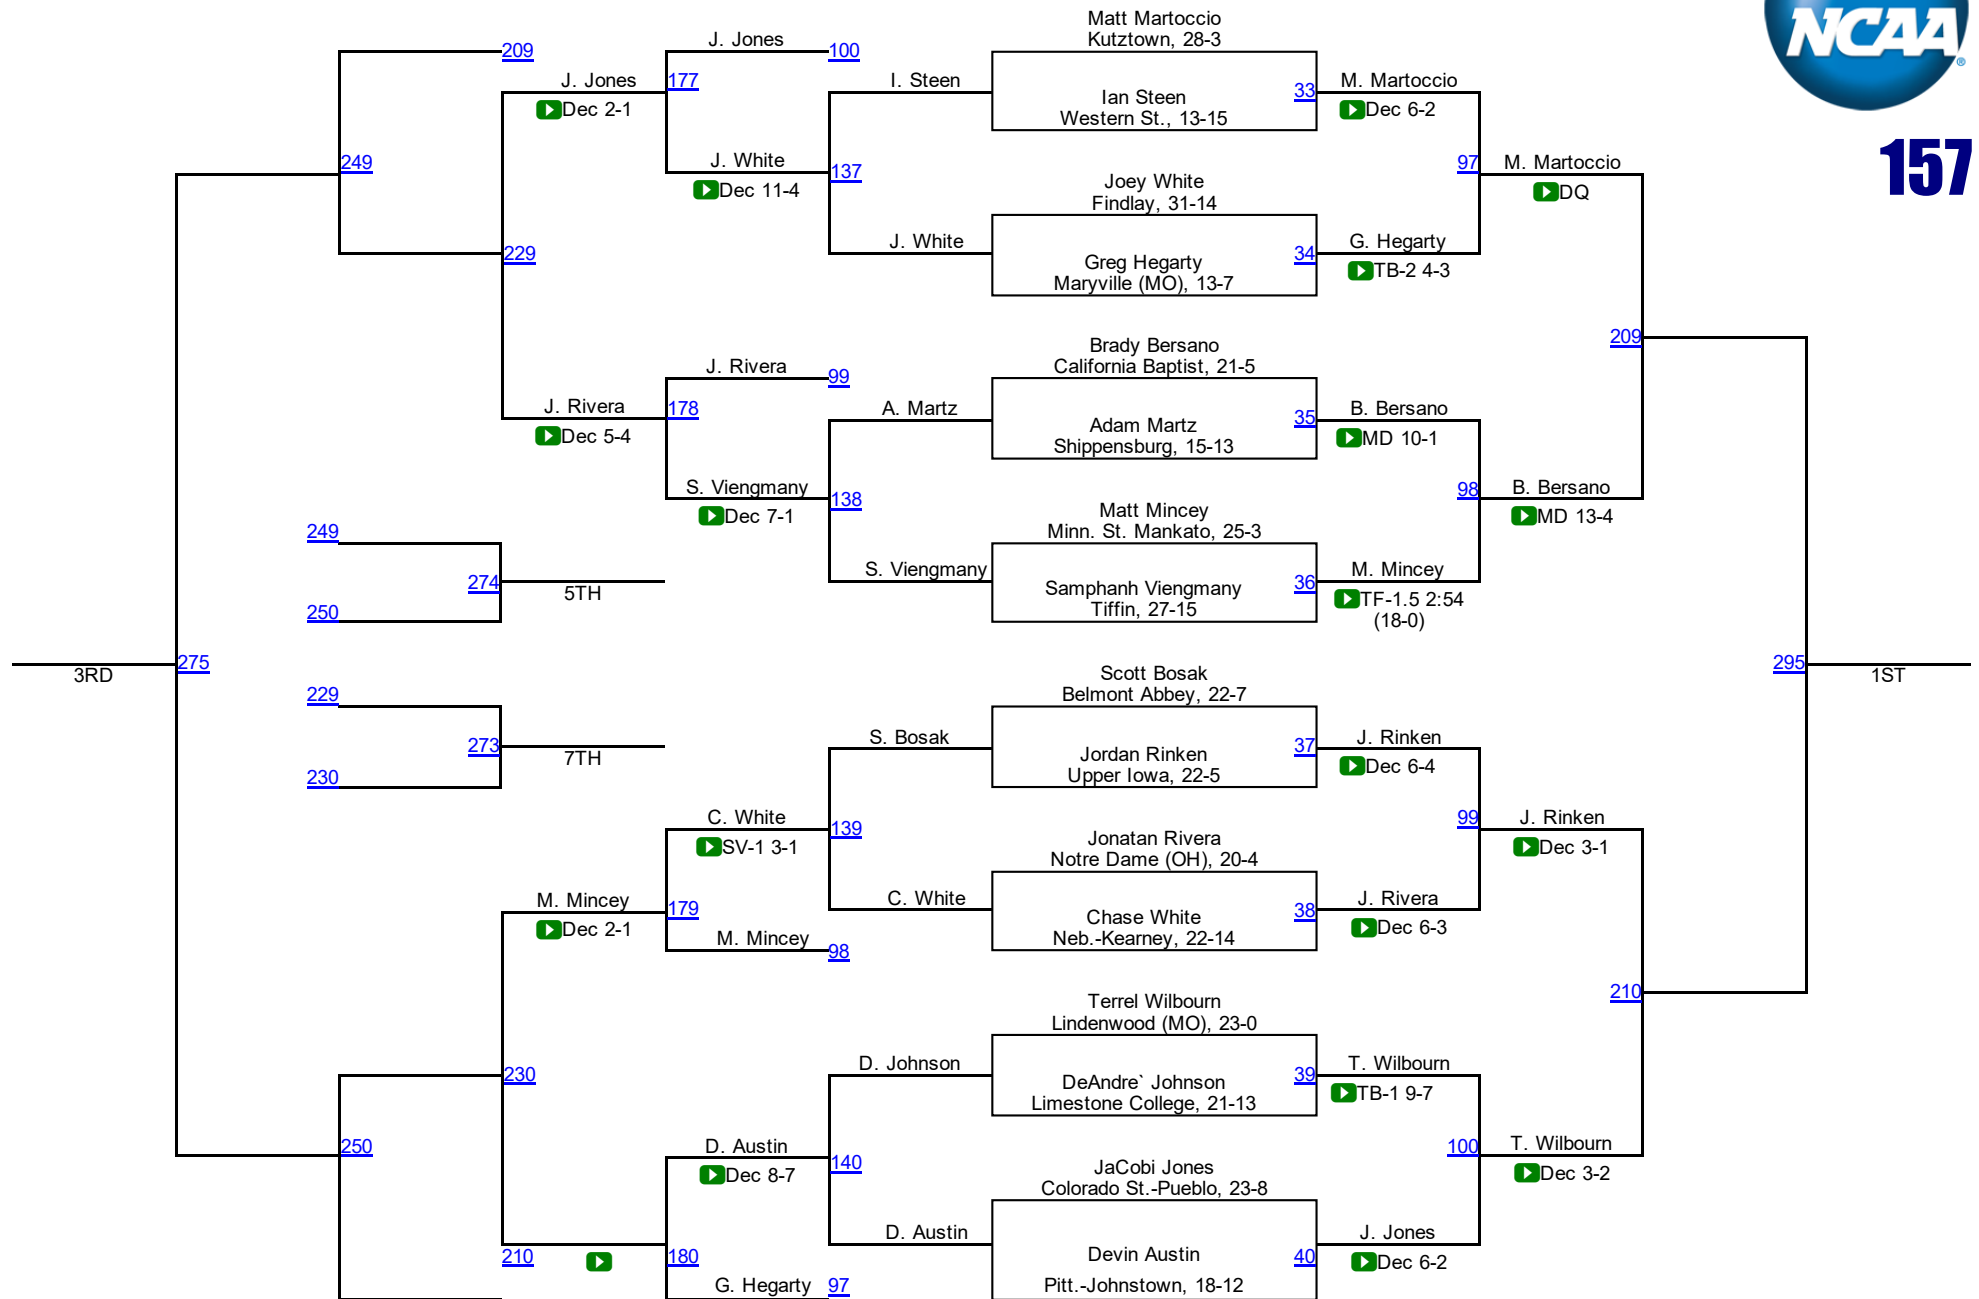 NCAA
®
157
209
249
229
249
274
250
5TH
275
3RD
229
273
230
7TH
230
250
210
J. Jones
100
J. Jones
177
Dec 2-1
J. White
Dec 11-4
I. Steen
137
J. White
J. Rivera
99
J. Rivera
178
Dec 5-4
S. Viengmany
Dec 7-1
A. Martz
138
S. Viengmany
S. Bosak
C. White
139
SV-1 3-1
C. White
M. Mincey
179
Dec 2-1
M. Mincey
98
D. Johnson
D. Austin
140
Dec 8-7
D. Austin
180
G. Hegarty
97
Matt Martoccio
Kutztown, 28-3
33
Ian Steen
Western St., 13-15
Joey White
Findlay, 31-14
34
Greg Hegarty
Maryville (MO), 13-7
Brady Bersano
California Baptist, 21-5
35
Adam Martz
Shippensburg, 15-13
Matt Mincey
Minn. St. Mankato, 25-3
36
Samphanh Viengmany
Tiffin, 27-15
Scott Bosak
Belmont Abbey, 22-7
37
Jordan Rinken
Upper Iowa, 22-5
Jonatan Rivera
Notre Dame (OH), 20-4
38
Chase White
Neb.-Kearney, 22-14
Terrel Wilbourn
Lindenwood (MO), 23-0
39
DeAndre` Johnson
Limestone College, 21-13
JaCobi Jones
Colorado St.-Pueblo, 23-8
40
Devin Austin
Pitt.-Johnstown, 18-12
M. Martoccio
Dec 6-2
97
M. Martoccio
DQ
G. Hegarty
TB-2 4-3
209
B. Bersano
MD 10-1
98
B. Bersano
MD 13-4
M. Mincey
TF-1.5 2:54
(18-0)
295
1ST
J. Rinken
Dec 6-4
99
J. Rinken
Dec 3-1
J. Rivera
Dec 6-3
210
T. Wilbourn
TB-1 9-7
100
T. Wilbourn
Dec 3-2
J. Jones
Dec 6-2